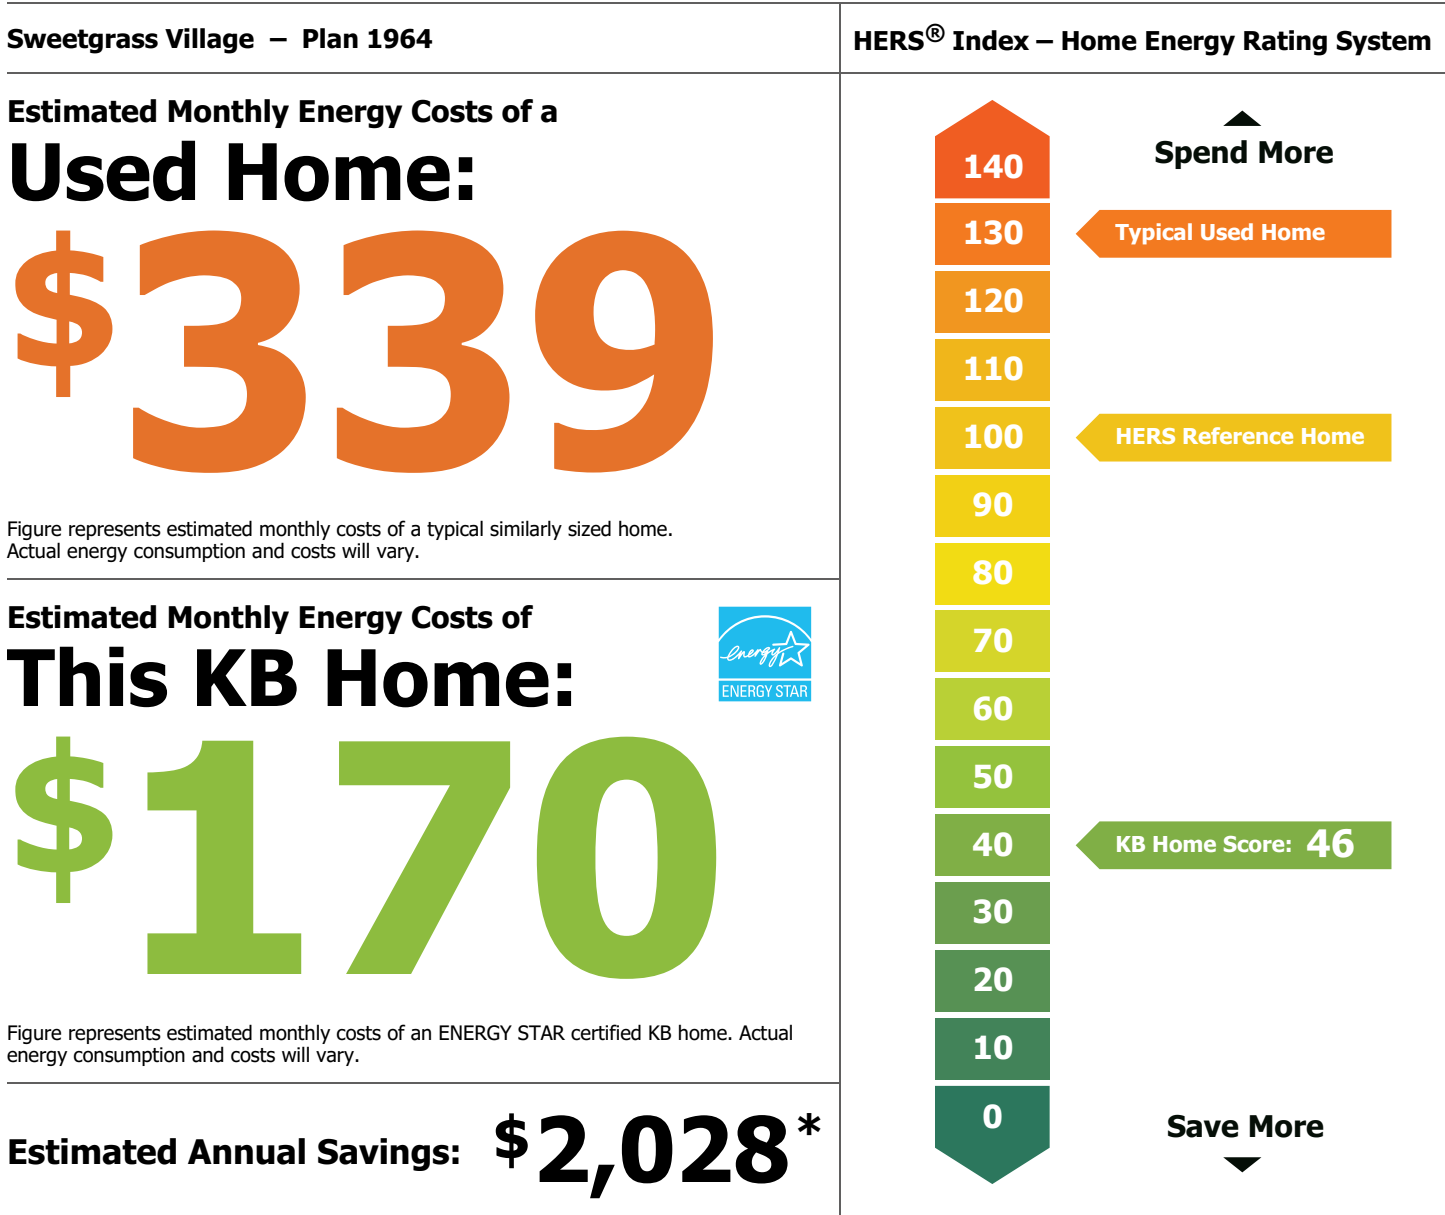 Sweetgrass Village – Plan 1964
Estimated Monthly Energy Costs of a
Used Home:
$339
Figure represents estimated monthly costs of a typical similarly sized home.
Actual energy consumption and costs will vary.
Estimated Monthly Energy Costs of
This KB Home:
energy
ENERGY STAR
$170
Figure represents estimated monthly costs of an ENERGY STAR certified KB home. Actual
energy consumption and costs will vary.
Estimated Annual Savings: $2,028*
HERS® Index – Home Energy Rating System
Spend More
140
130 Typical Used Home
120
110
100 HERS Reference Home
90
80
70
60
50
40 KB Home Score: 46
30
20
10
0
Save More